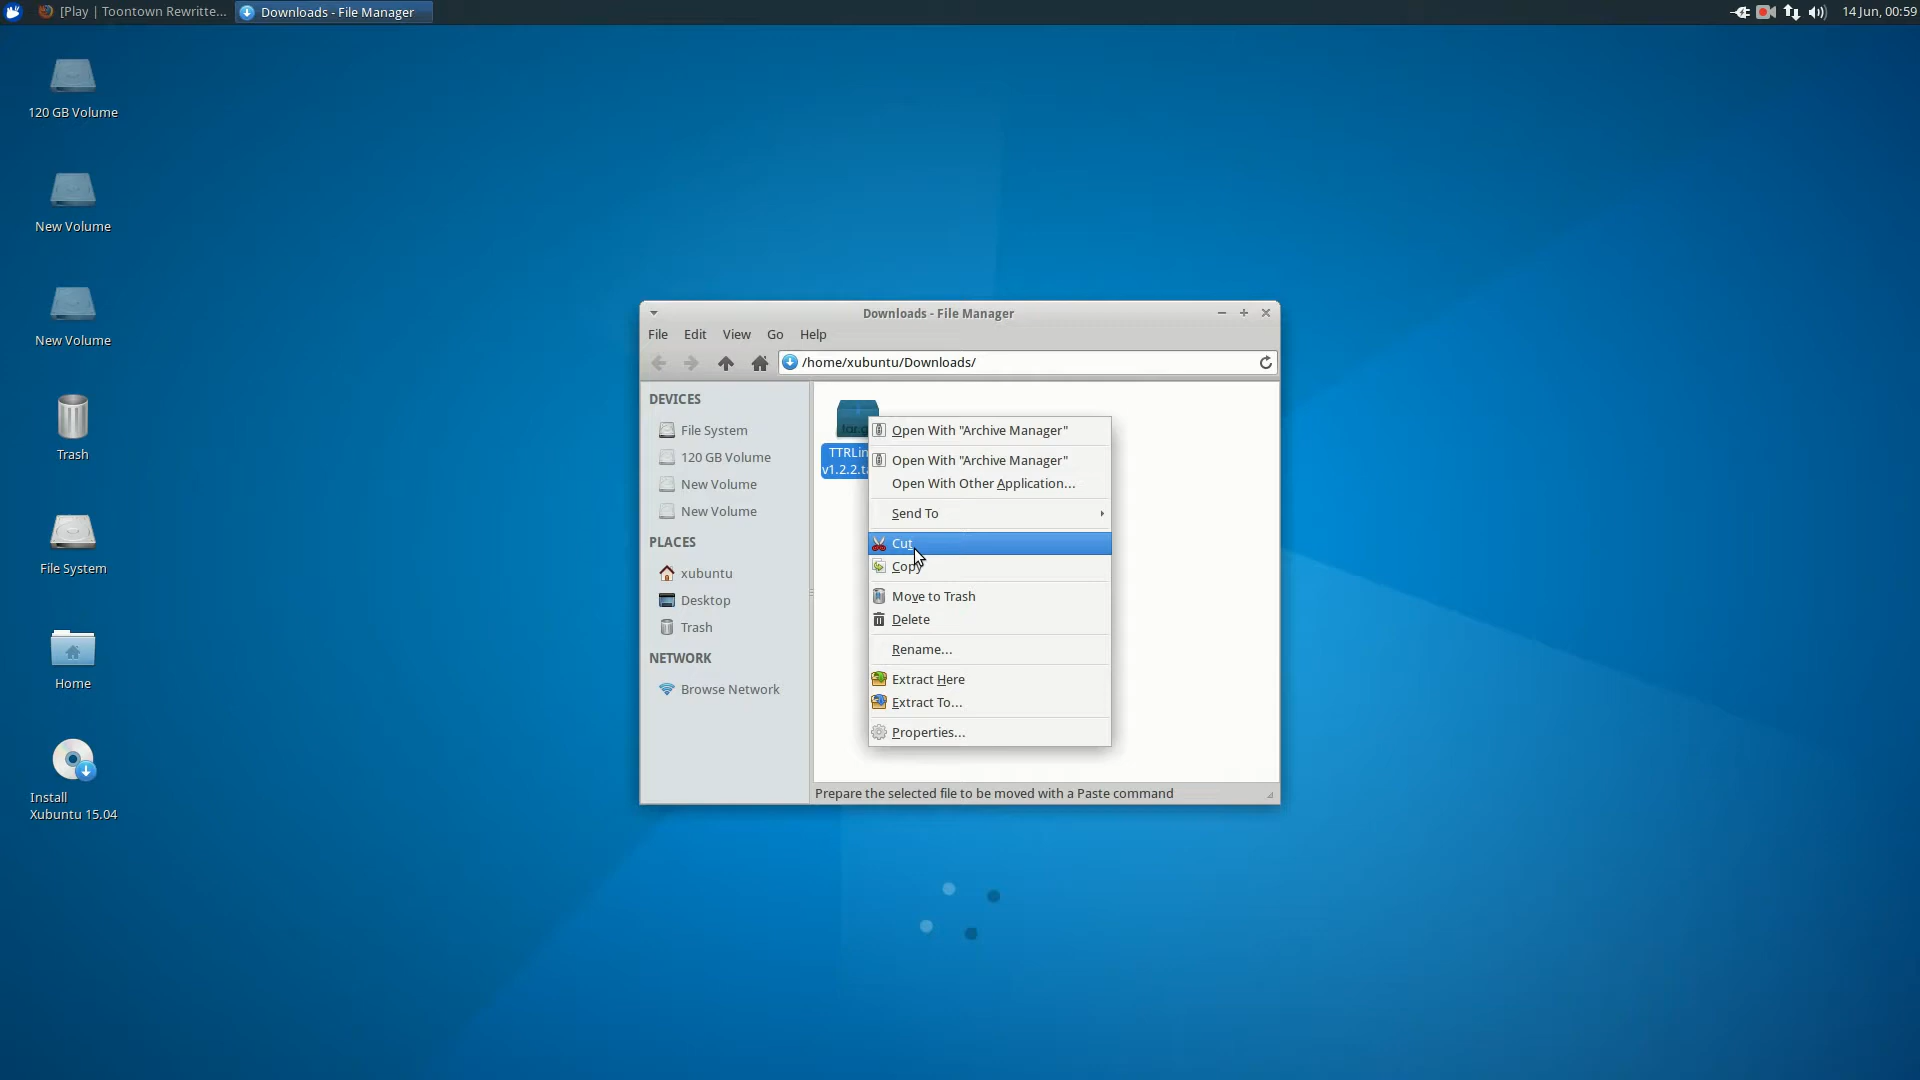 [Play | Toontown Rewritte...
Downloads - File Manager
14 Jun, 00:59
120 GB Volume
New Volume
New Volume
Trash
File System
Home
Install
Xubuntu 15.04
Downloads - File Manager
File Edit View Go Help
/home/xubuntu/Downloads/
DEVICES
File System
120 GB Volume
New Volume
New Volume
PLACES
xubuntu
Desktop
Trash
NETWORK
Browse Network
TTRLin
v1.2.2.t
Open With "Archive Manager"
Open With "Archive Manager"
Open With Other Application...
Send To
Cut
Copy
Move to Trash
Delete
Rename...
Extract Here
Extract To...
Properties...
Prepare the selected file to be moved with a Paste command